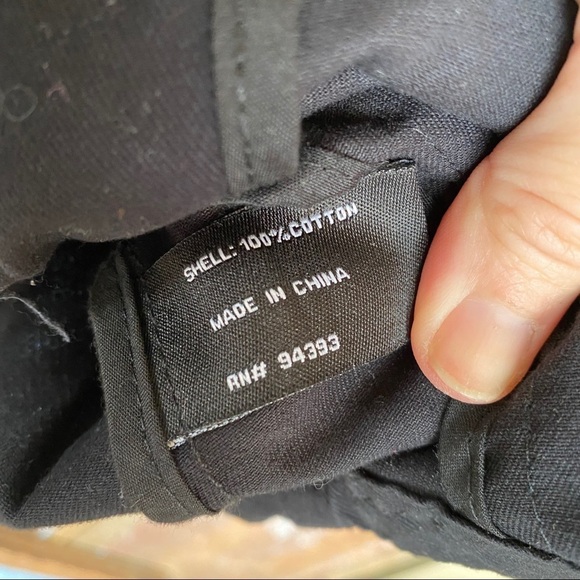 SHELL: 100%COTTON
MADE IN CHINA
RN# 94393